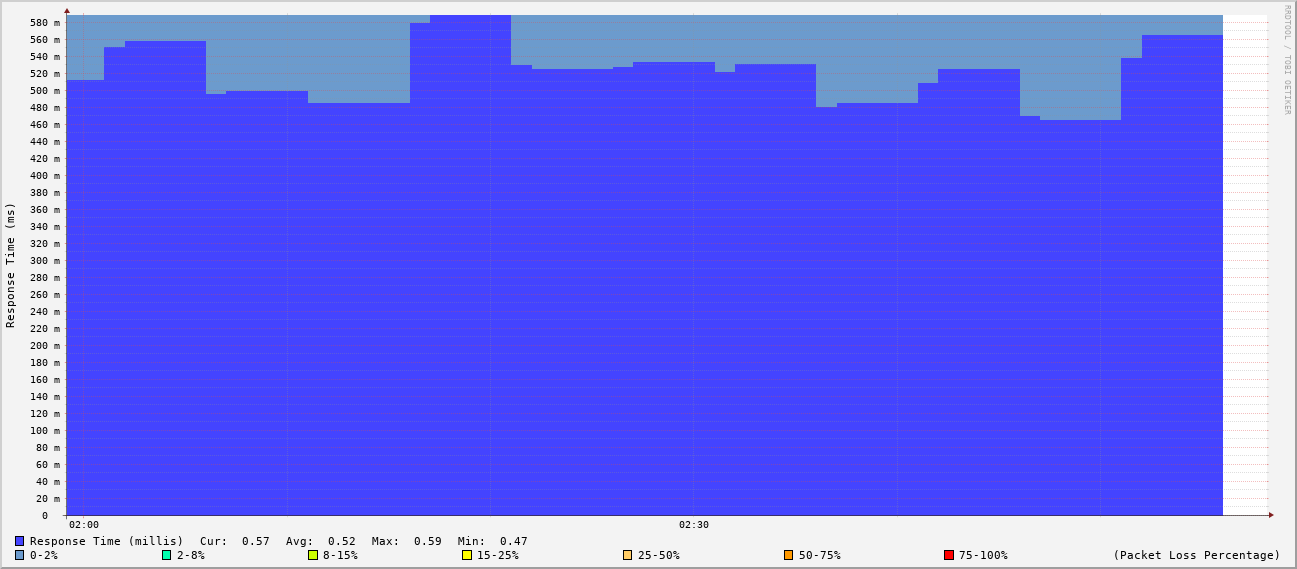 RRDTOOL / TOBI OETIKER
Response Time (ms)
580 m
560 m
540 m
520 m
500 m
480 m
460 m
440 m
420 m
400 m
380 m
360 m
340 m
320 m
300 m
280 m
260 m
240 m
220 m
200 m
180 m
160 m
140 m
120 m
100 m
80 m
60 m
40 m
20 m
0
02:00 02:30
Response Time (millis) Cur: 0.57 Avg: 0.52 Max: 0.59 Min: 0.47
0-2% 2-8% 8-15% 15-25% 25-50% 50-75% 75-100% (Packet Loss Percentage)